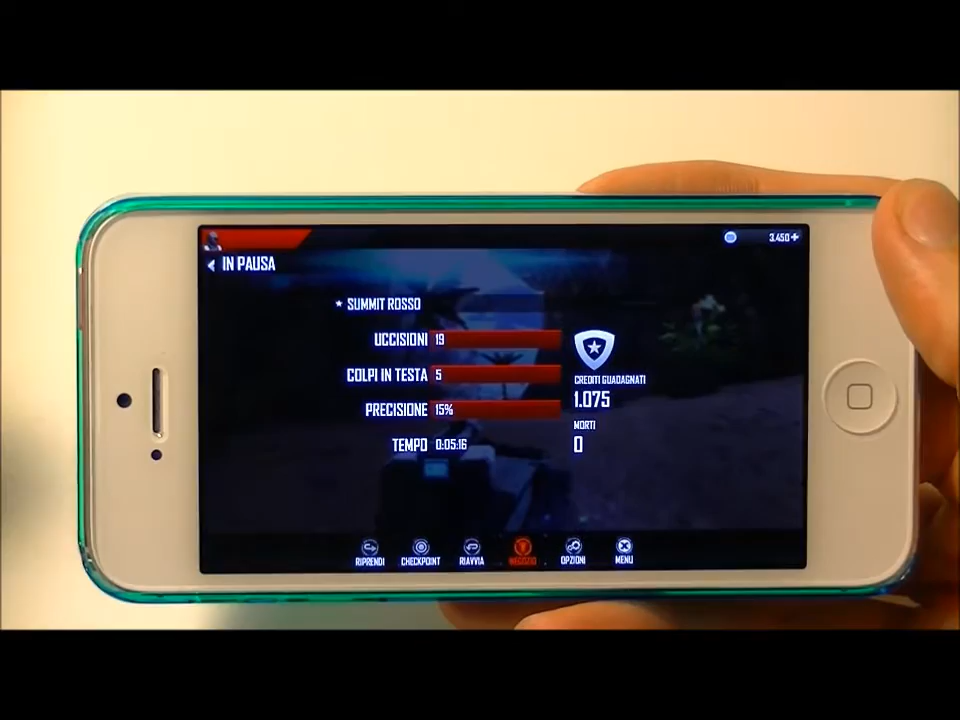 3.450+
IN PAUSA
SUMMIT ROSSO
UCCISIONI 19
COLPI IN TESTA 5
PRECISIONE 15%
TEMPO 0:05:16
CREDITI GUADAGNATI
1.075
MORTI
0
RIPRENDI CHECKPOINT RIAVVIA NEGOZIO OPZIONI MENU